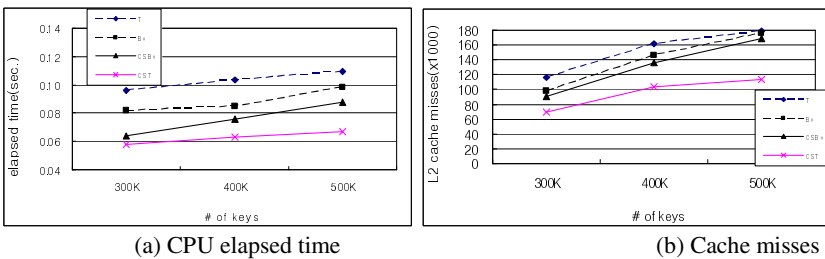 T
B+
CSB+
CST
elapsed time(sec.)
0.14
0.12
0.10
0.08
0.06
0.04
300K 400K 500K
# of keys
(a) CPU elapsed time
L2 cache misses(x1000)
180
160
140
120
100
80
60
40
20
0
T
B+
CSB+
CST
300K 400K 500K
# of keys
(b) Cache misses